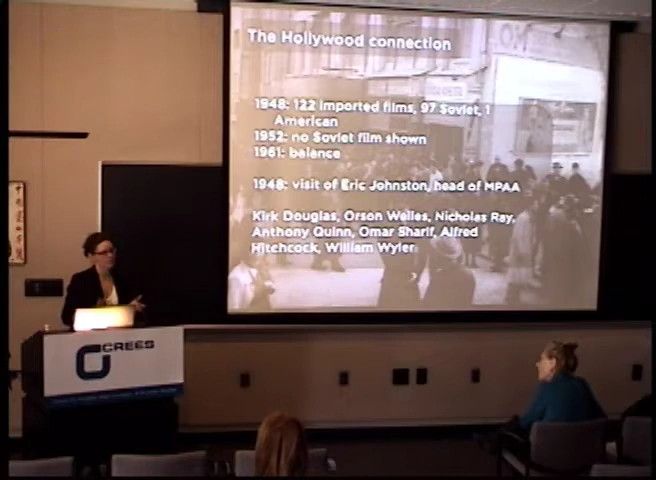 The Hollywood connection
1948: 122 imported films, 97 Soviet, 1
American
1952: no Soviet film shown
1961: balance
1948: visit of Eric Johnston, head of MPAA
Kirk Douglas, Orson Welles, Nicholas Ray,
Anthony Quinn, Omar Sharif, Alfred
Hitchcock, William Wyler
CREES